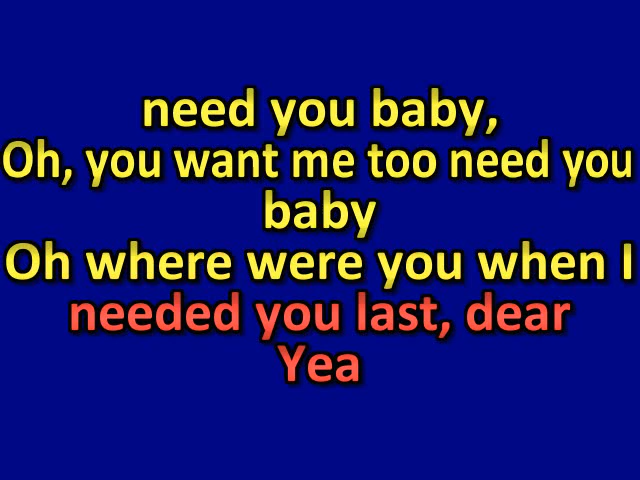 need you baby,
Oh, you want me too need you
baby
Oh where were you when I
needed you last, dear
Yea